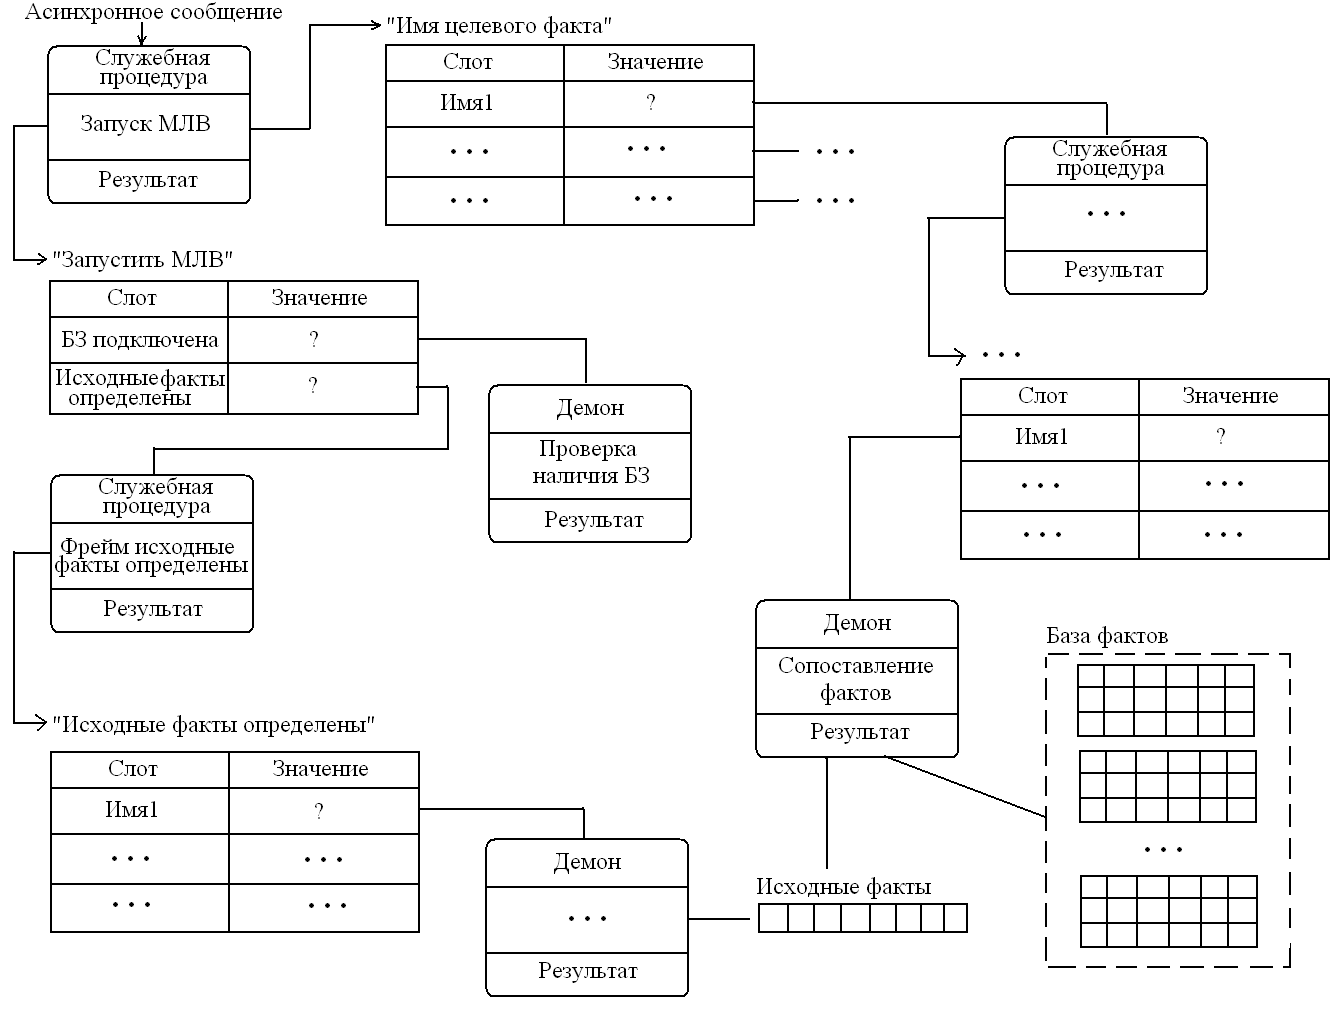 Асинхронное сообщение
Служебная
процедура
Запуск МЛВ
Результат
"Имя целевого факта"
Слот Значение
Имя1 ?
... ... ...
... ... ...
Служебная
процедура
...
Результат
"Запустить МЛВ"
Слот Значение
БЗ подключена ?
Исходные факты ?
определены
Демон
Проверка
наличия БЗ
Результат
...
Слот Значение
Имя1 ?
... ...
... ...
Служебная
процедура
Фрейм исходные
факты определены
Результат
Демон
Сопоставление
фактов
Результат
База фактов
...
"Исходные факты определены"
Слот Значение
Имя1 ?
... ...
... ...
Демон
...
Результат
Исходные факты